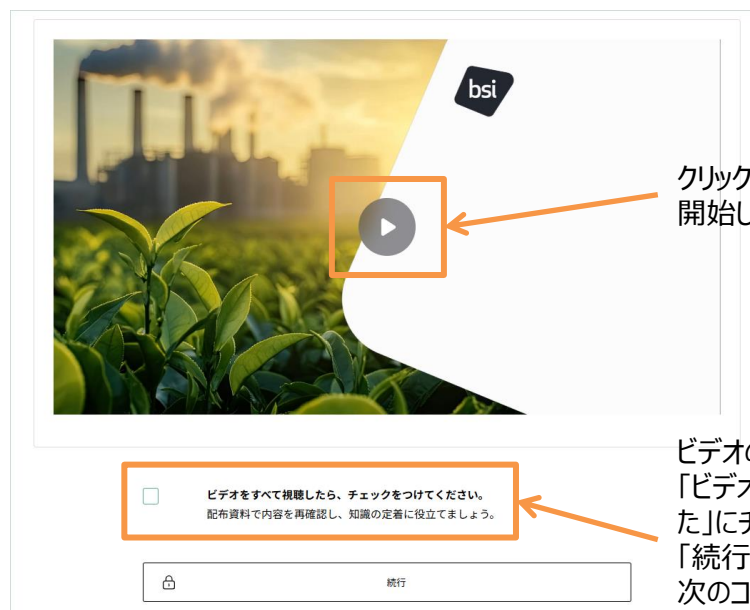 bsi
クリック
開始し
ビデオをすべて視聴したら、チェックをつけてください。
配布資料で内容を再確認し、知識の定着に役立てましょう。
続行
ビデオの
「ビデオ
た」にチ
「続行
次のコ